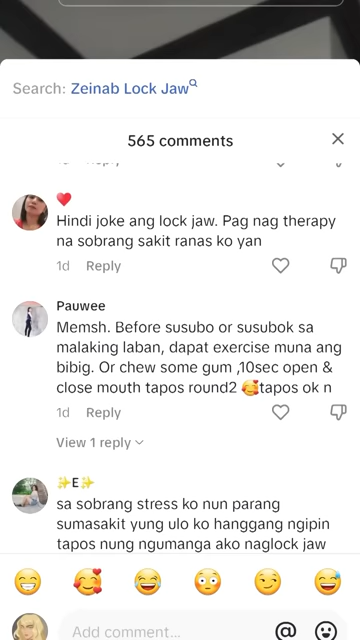 Search: Zeinab Lock Jaw
565 comments
❤️
Hindi joke ang lock jaw. Pag nag therapy
na sobrang sakit ranas ko yan
1d Reply
Pauwee
Memsh. Before susubo or susubok sa
malaking laban, dapat exercise muna ang
bibig. Or chew some gum ,10sec open &
close mouth tapos round2 🥰tapos ok n
1d Reply
View 1 reply
✨E✨
sa sobrang stress ko nun parang
sumasakit yung ulo ko hanggang ngipin
tapos nung ngumanga ako naglock jaw
Add comment...